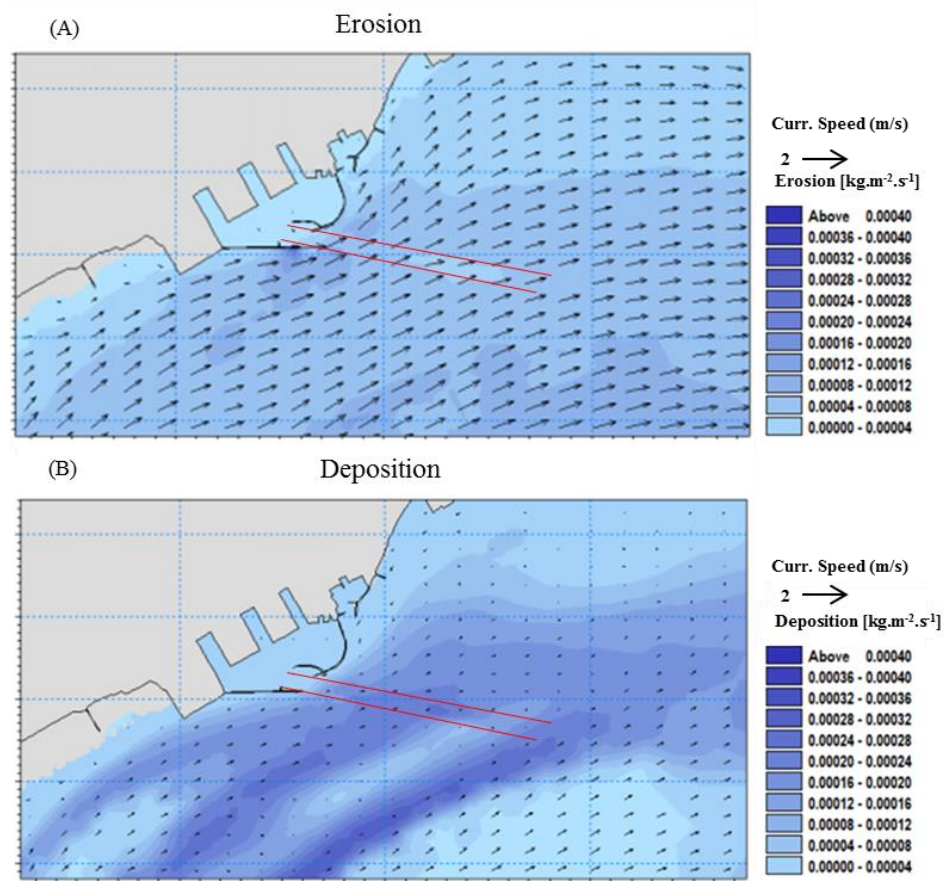 (A)
Erosion
Curr. Speed (m/s)
2
Erosion [kg.m⁻².s⁻¹]
Above 0.00040
0.00036 - 0.00040
0.00032 - 0.00036
0.00028 - 0.00032
0.00024 - 0.00028
0.00020 - 0.00024
0.00016 - 0.00020
0.00012 - 0.00016
0.00008 - 0.00012
0.00004 - 0.00008
0.00000 - 0.00004
(B)
Deposition
Curr. Speed (m/s)
2
Deposition [kg.m⁻².s⁻¹]
Above 0.00040
0.00036 - 0.00040
0.00032 - 0.00036
0.00028 - 0.00032
0.00024 - 0.00028
0.00020 - 0.00024
0.00016 - 0.00020
0.00012 - 0.00016
0.00008 - 0.00012
0.00004 - 0.00008
0.00000 - 0.00004